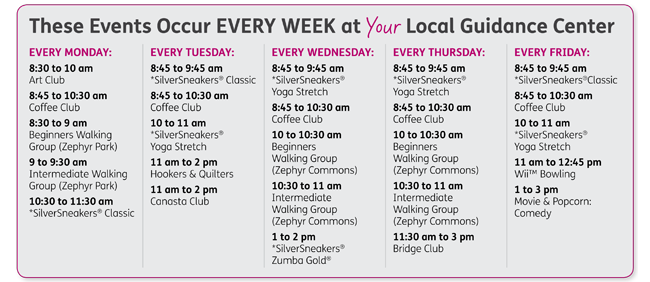 These Events Occur EVERY WEEK at Your Local Guidance Center
EVERY MONDAY:
8:30 to 10 am
Art Club
8:45 to 10:30 am
Coffee Club
8:30 to 9 am
Beginners Walking
Group (Zephyr Park)
9 to 9:30 am
Intermediate Walking
Group (Zephyr Park)
10:30 to 11:30 am
*SilverSneakers® Classic
EVERY TUESDAY:
8:45 to 9:45 am
*SilverSneakers® Classic
8:45 to 10:30 am
Coffee Club
10 to 11 am
*SilverSneakers®
Yoga Stretch
11 am to 2 pm
Hookers & Quilters
11 am to 2 pm
Canasta Club
EVERY WEDNESDAY:
8:45 to 9:45 am
*SilverSneakers®
Yoga Stretch
8:45 to 10:30 am
Coffee Club
10 to 10:30 am
Beginners
Walking Group
(Zephyr Commons)
10:30 to 11 am
Intermediate
Walking Group
(Zephyr Commons)
1 to 2 pm
*SilverSneakers®
Zumba Gold®
EVERY THURSDAY:
8:45 to 9:45 am
*SilverSneakers®
Yoga Stretch
8:45 to 10:30 am
Coffee Club
10 to 10:30 am
Beginners
Walking Group
(Zephyr Commons)
10:30 to 11 am
Intermediate
Walking Group
(Zephyr Commons)
11:30 am to 3 pm
Bridge Club
EVERY FRIDAY:
8:45 to 9:45 am
*SilverSneakers®Classic
8:45 to 10:30 am
Coffee Club
10 to 11 am
*SilverSneakers®
Yoga Stretch
11 am to 12:45 pm
Wii™ Bowling
1 to 3 pm
Movie & Popcorn:
Comedy